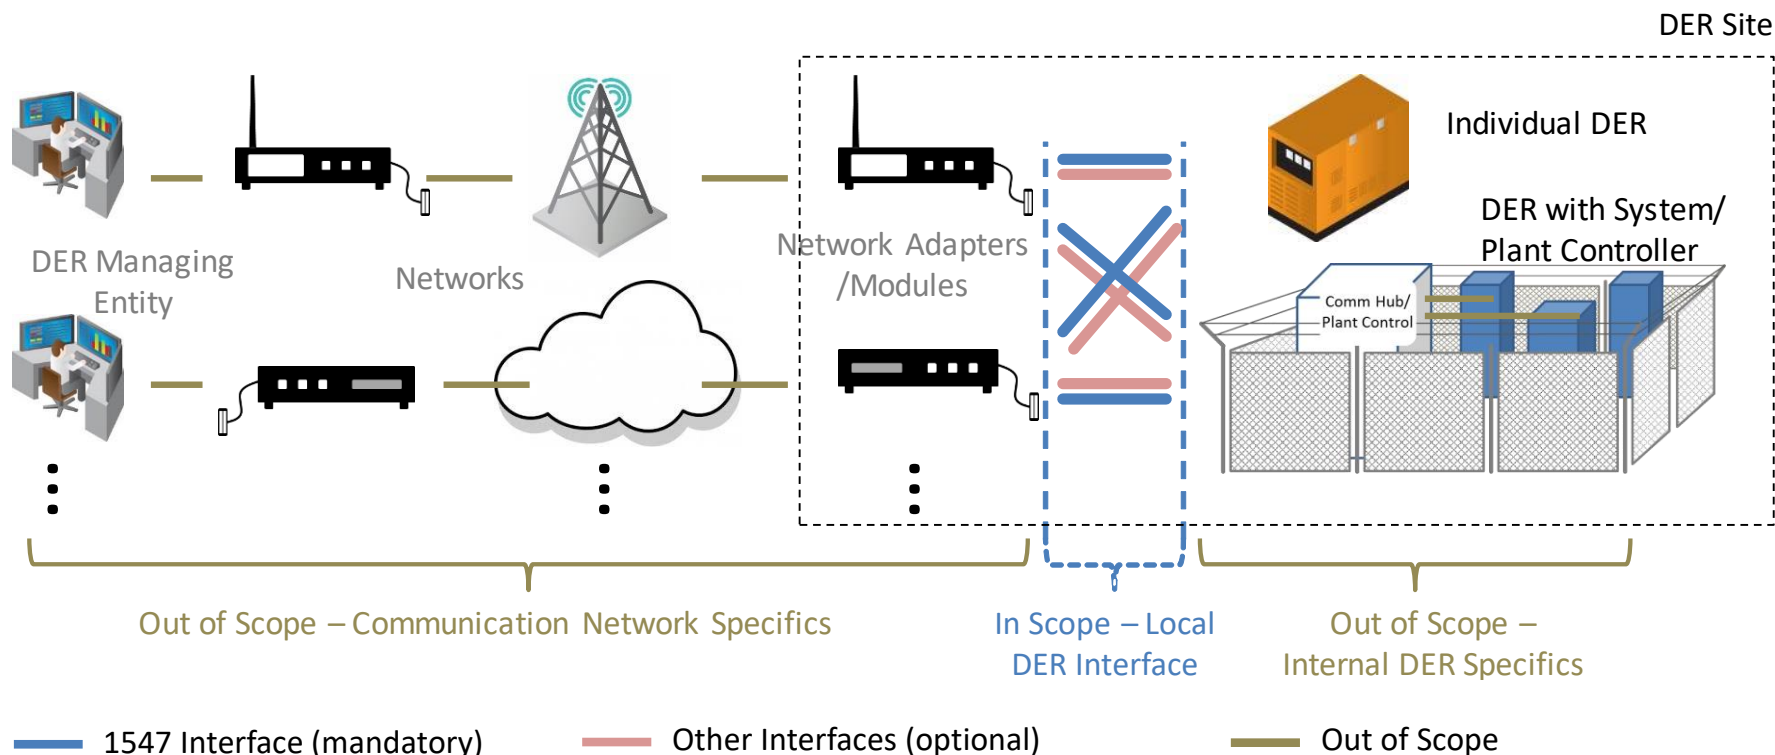 DER Site
Individual DER
DER with System/
Plant Controller
DER Managing
Entity
Networks
Network Adapters
/Modules
Comm Hub/
Plant Control
Out of Scope – Communication Network Specifics
In Scope – Local
DER Interface
Out of Scope –
Internal DER Specifics
1547 Interface (mandatory)
Other Interfaces (optional)
Out of Scope